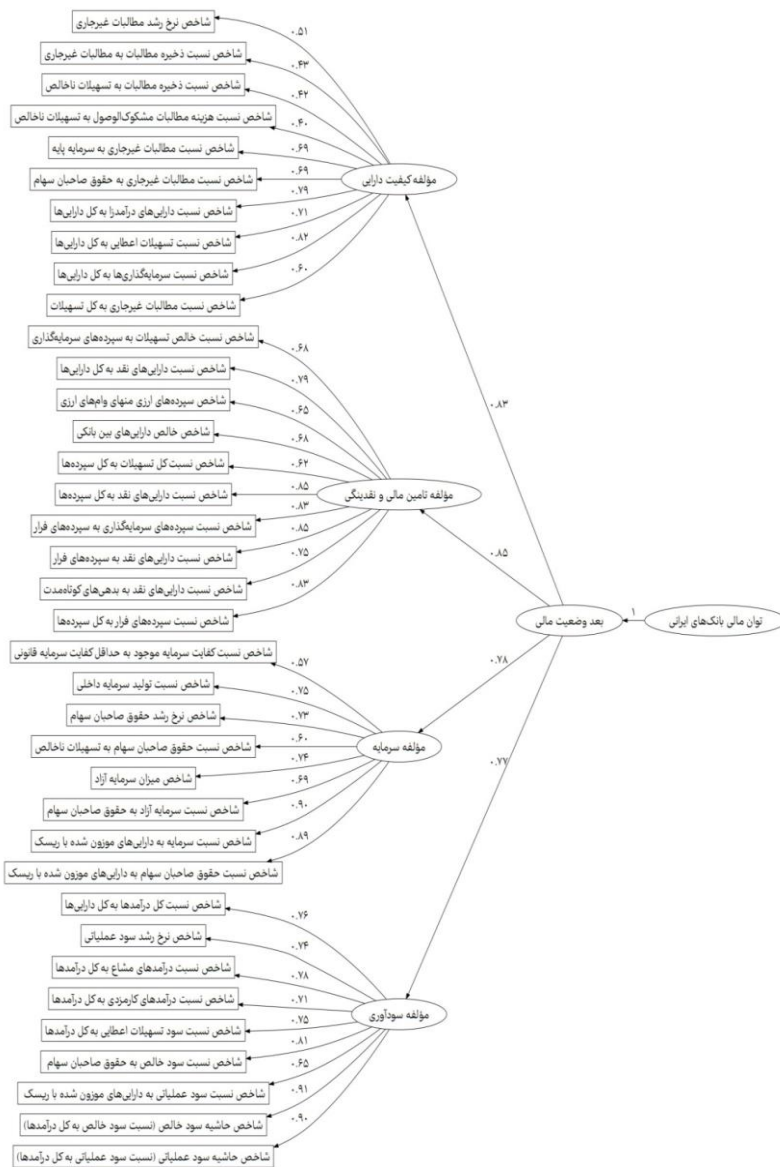 شاخص نرخ رشد مطالبات غیرجاری
۰.۵۱
شاخص نسبت ذخیره مطالبات به مطالبات غیرجاری
۰.۴۳
شاخص نسبت ذخیره مطالبات به تسهیلات ناخالص
۰.۴۲
شاخص نسبت هزینه مطالبات مشکوک‌الوصول به تسهیلات ناخالص
۰.۴۰
شاخص نسبت مطالبات غیرجاری به سرمایه پایه
۰.۶۹
شاخص نسبت مطالبات غیرجاری به حقوق صاحبان سهام
۰.۶۹
مؤلفه کیفیت دارایی
شاخص نسبت دارایی‌های درآمدزا به کل دارایی‌ها
۰.۷۹
شاخص نسبت تسهیلات اعطایی به کل دارایی‌ها
۰.۷۱
شاخص نسبت سرمایه‌گذاری‌ها به کل دارایی‌ها
۰.۸۲
شاخص نسبت مطالبات غیرجاری به کل تسهیلات
۰.۶۰
شاخص نسبت خالص تسهیلات به سپرده‌های سرمایه‌گذاری
۰.۶۸
شاخص نسبت دارایی‌های نقد به کل دارایی‌ها
۰.۷۹
شاخص سپرده‌های ارزی منهای وام‌های ارزی
۰.۶۵
شاخص خالص دارایی‌های بین بانکی
۰.۶۸
شاخص نسبت کل تسهیلات به کل سپرده‌ها
۰.۶۲
شاخص نسبت دارایی‌های نقد به کل سپرده‌ها
۰.۸۵
مؤلفه تامین مالی و نقدینگی
شاخص نسبت سپرده‌های سرمایه‌گذاری به سپرده‌های فرار
۰.۸۳
شاخص نسبت دارایی‌های نقد به سپرده‌های فرار
۰.۸۵
شاخص نسبت دارایی‌های نقد به بدهی‌های کوتاه‌مدت
۰.۷۵
شاخص نسبت سپرده‌های فرار به کل سپرده‌ها
۰.۸۳
۰.۸۳
۰.۸۵
توان مالی بانک‌های ایرانی
۱
بعد وضعیت مالی
۰.۷۸
۰.۷۷
شاخص نسبت کفایت سرمایه موجود به حداقل کفایت سرمایه قانونی
۰.۵۷
شاخص نسبت تولید سرمایه داخلی
۰.۷۵
شاخص نرخ رشد حقوق صاحبان سهام
۰.۷۳
شاخص نسبت حقوق صاحبان سهام به تسهیلات ناخالص
۰.۶۰
مؤلفه سرمایه
شاخص میزان سرمایه آزاد
۰.۷۴
شاخص نسبت سرمایه آزاد به حقوق صاحبان سهام
۰.۶۹
شاخص نسبت سرمایه به دارایی‌های موزون شده با ریسک
۰.۹۰
شاخص نسبت حقوق صاحبان سهام به دارایی‌های موزون شده با ریسک
۰.۸۹
شاخص نسبت کل درآمدها به کل دارایی‌ها
۰.۷۶
شاخص نرخ رشد سود عملیاتی
۰.۷۴
شاخص نسبت درآمدهای مشاع به کل درآمدها
۰.۷۸
شاخص نسبت درآمدهای کارمزدی به کل درآمدها
۰.۷۱
مؤلفه سودآوری
شاخص نسبت سود تسهیلات اعطایی به کل درآمدها
۰.۷۵
شاخص نسبت سود خالص به حقوق صاحبان سهام
۰.۸۱
شاخص نسبت سود عملیاتی به دارایی‌های موزون شده با ریسک
۰.۶۵
شاخص حاشیه سود خالص (نسبت سود خالص به کل درآمدها)
۰.۹۱
شاخص حاشیه سود عملیاتی (نسبت سود عملیاتی به کل درآمدها)
۰.۹۰